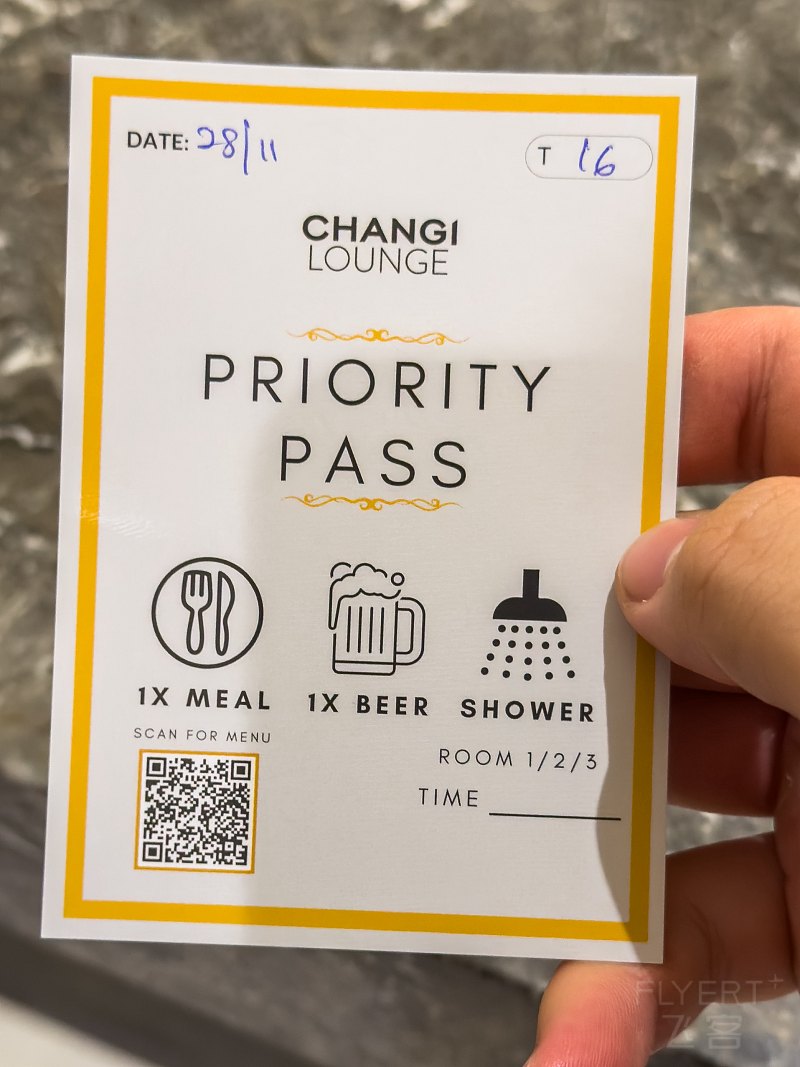 DATE: 28/11
T 16
CHANGI
LOUNGE
PRIORITY
PASS
1X MEAL
1X BEER
SHOWER
SCAN FOR MENU
ROOM 1/2/3
TIME
FLYERT
飞客